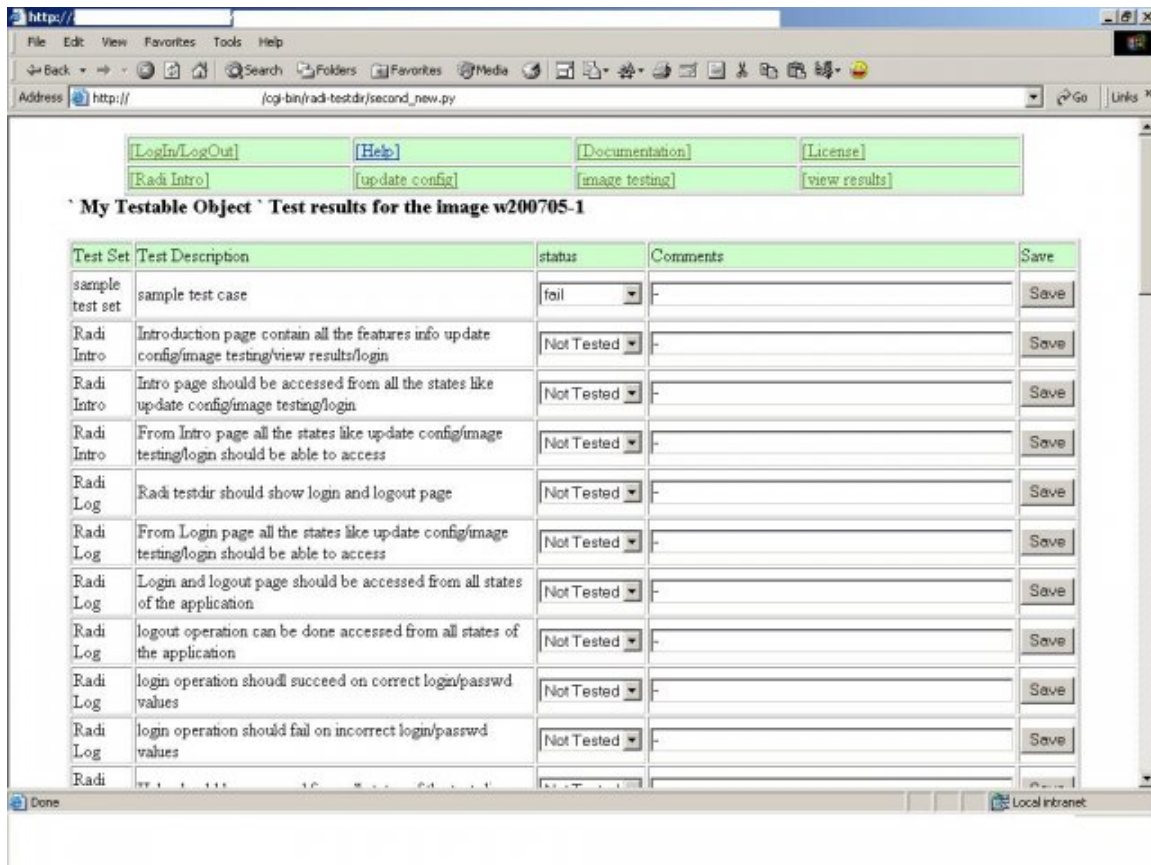 http://
File Edit View Favorites Tools Help
Back Search Folders Favorites Media
Address http:// /cgi-bin/radi-testdir/second_new.py Go Links »
[LogIn/LogOut] [Help] [Documentation] [License]
[Radi Intro] [update config] [image testing] [view results]
` My Testable Object ` Test results for the image w200705-1
Test Set Test Description status Comments Save
sample
test set
sample test case
fail - Save
Radi
Intro
Introduction page contain all the features info update
config/image testing/view results/login
Not Tested - Save
Radi
Intro
Intro page should be accessed from all the states like
update config/image testing/login
Not Tested - Save
Radi
Intro
From Intro page all the states like update config/image
testing/login should be able to access
Not Tested - Save
Radi
Log
Radi testdir should show login and logout page
Not Tested - Save
Radi
Log
From Login page all the states like update config/image
testing/login should be able to access
Not Tested - Save
Radi
Log
Login and logout page should be accessed from all states
of the application
Not Tested - Save
Radi
Log
logout operation can be done accessed from all states of
the application
Not Tested - Save
Radi
Log
login operation shoudl succeed on correct login/passwd
values
Not Tested - Save
Radi
Log
login operation should fail on incorrect login/passwd
values
Not Tested - Save
Radi
Done Local intranet